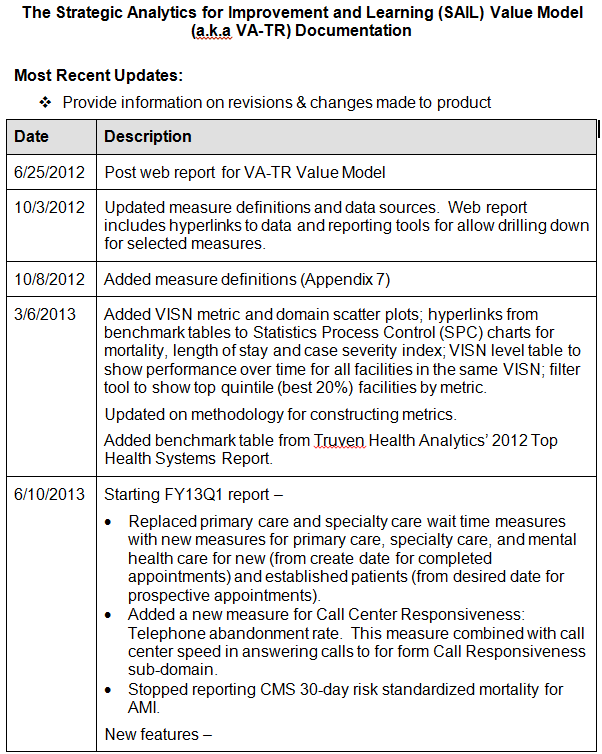 The Strategic Analytics for Improvement and Learning (SAIL) Value Model
(a.k.a VA-TR) Documentation
Most Recent Updates:
❖ Provide information on revisions & changes made to product
Date Description
6/25/2012 Post web report for VA-TR Value Model
10/3/2012 Updated measure definitions and data sources.  Web report
includes hyperlinks to data and reporting tools for allow drilling down
for selected measures.
10/8/2012 Added measure definitions (Appendix 7)
3/6/2013 Added VISN metric and domain scatter plots; hyperlinks from
benchmark tables to Statistics Process Control (SPC) charts for
mortality, length of stay and case severity index; VISN level table to
show performance over time for all facilities in the same VISN; filter
tool to show top quintile (best 20%) facilities by metric.
Updated on methodology for constructing metrics.
Added benchmark table from Truven Health Analytics’ 2012 Top
Health Systems Report.
6/10/2013 Starting FY13Q1 report –
• Replaced primary care and specialty care wait time measures
with new measures for primary care, specialty care, and mental
health care for new (from create date for completed
appointments) and established patients (from desired date for
prospective appointments).
• Added a new measure for Call Center Responsiveness:
Telephone abandonment rate.  This measure combined with call
center speed in answering calls to for form Call Responsiveness
sub-domain.
• Stopped reporting CMS 30-day risk standardized mortality for
AMI.
New features –